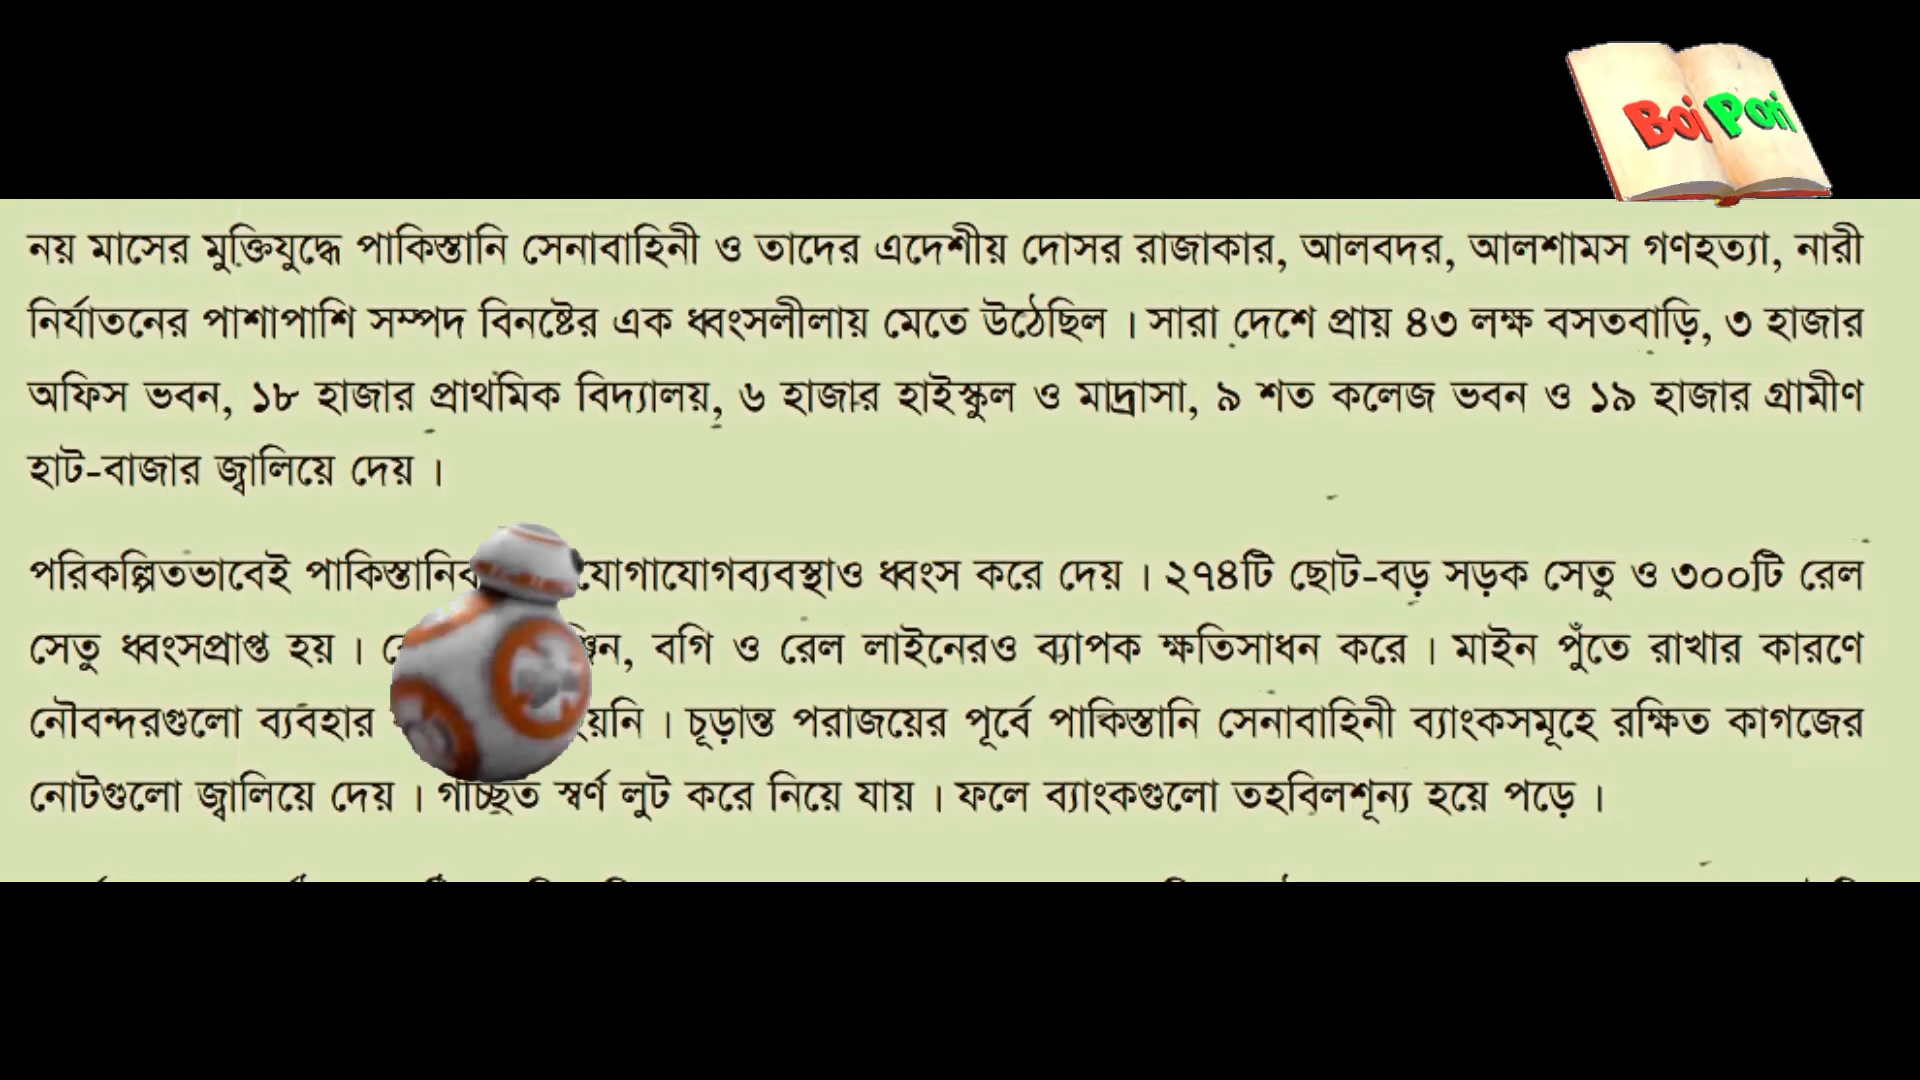 Boi Pori
নয় মাসের মুক্তিযুদ্ধে পাকিস্তানি সেনাবাহিনী ও তাদের এদেশীয় দোসর রাজাকার, আলবদর, আলশামস গণহত্যা, নারী
নির্যাতনের পাশাপাশি সম্পদ বিনষ্টের এক ধ্বংসলীলায় মেতে উঠেছিল । সারা দেশে প্রায় ৪৩ লক্ষ বসতবাড়ি, ৩ হাজার
অফিস ভবন, ১৮ হাজার প্রাথমিক বিদ্যালয়, ৬ হাজার হাইস্কুল ও মাদ্রাসা, ৯ শত কলেজ ভবন ও ১৯ হাজার গ্রামীণ
হাট-বাজার জ্বালিয়ে দেয় ।
পরিকল্পিতভাবেই যোগাযোগব্যবস্থাও ধ্বংস করে দেয় । ২৭৪টি ছোট-বড় সড়ক সেতু ও ৩০০টি রেল
সেতু ধ্বংসপ্রাপ্ত হয় । বগি ও রেল লাইনেরও ব্যাপক ক্ষতিসাধন করে । মাইন পুঁতে রাখার কারণে
নৌবন্দরগুলো ব্যবহার । চূড়ান্ত পরাজয়ের পূর্বে পাকিস্তানি সেনাবাহিনী ব্যাংকসমূহে রক্ষিত কাগজের
নোটগুলো জ্বালিয়ে দেয় । গচ্ছিত স্বর্ণ লুট করে নিয়ে যায় । ফলে ব্যাংকগুলো তহবিলশূন্য হয়ে পড়ে ।